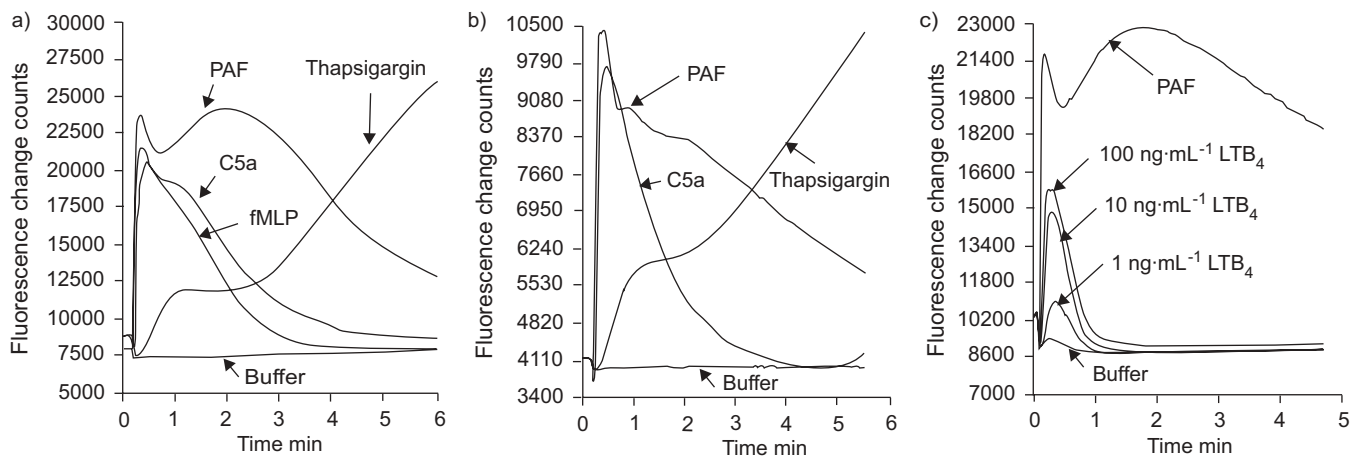 a)
30000
27500
25000
22500
20000
17500
15000
12500
10000
7500
5000
Fluorescence change counts
PAF
Thapsigargin
C5a
fMLP
Buffer
0 1 2 3 4 5 6
Time min
b)
10500
9790
9080
8370
7660
6950
7240
5530
4820
4110
3400
Fluorescence change counts
PAF
C5a
Thapsigargin
Buffer
0 1 2 3 4 5 6
Time min
c)
23000
21400
19800
18200
16600
15000
13400
11800
10200
8600
7000
Fluorescence change counts
PAF
100 ng·mL⁻¹ LTB₄
10 ng·mL⁻¹ LTB₄
1 ng·mL⁻¹ LTB₄
Buffer
0 1 2 3 4 5
Time min